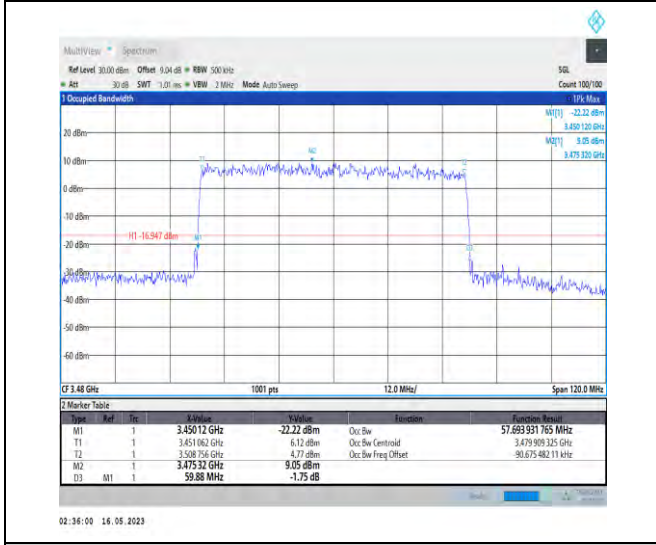 MultiView Spectrum
Ref Level 30.00 dBm Offset 9.04 dB RBW 500 kHz SGL
Att 30 dB SWT 1.01 ms VBW 2 MHz Mode Auto Sweep Count 100/100
1 Occupied Bandwidth 1Pk Max
M1[1] -22.22 dBm
3.450 120 GHz
M2[1] 9.05 dBm
3.475 320 GHz
20 dBm
M2
10 dBm
0 dBm
-10 dBm
H1 -16.947 dBm
M1
-20 dBm
-30 dBm
-40 dBm
-50 dBm
-60 dBm
CF 3.48 GHz 1001 pts 12.0 MHz/ Span 120.0 MHz
2 Marker Table
Type Ref Trc X-Value Y-Value Function Function Result
M1 1 3.45012 GHz -22.22 dBm Occ Bw 57.693 931 765 MHz
T1 1 3.451 062 GHz 6.12 dBm Occ Bw Centroid 3.479 909 325 GHz
T2 1 3.508 756 GHz 4.77 dBm Occ Bw Freq Offset -90.675 482 11 kHz
M2 1 3.475 32 GHz 9.05 dBm
D3 M1 1 59.88 MHz -1.75 dB
02:36:00 16.05.2023